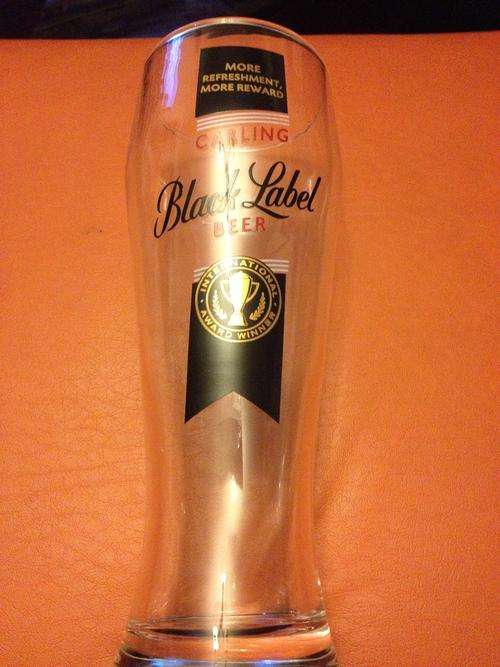 MORE
REFRESHMENT,
MORE REWARD
CARLING
Black Label
BEER
INTERNATIONAL
AWARD WINNER